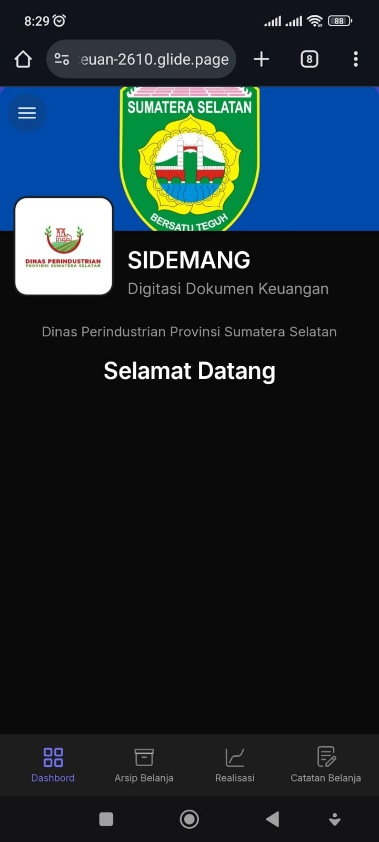 8:29
88
euan-2610.glide.page
8
SUMATERA SELATAN
BERSATU TEGUH
DINAS PERINDUSTRIAN
PROVINSI SUMATERA SELATAN
SIDEMANG
Digitasi Dokumen Keuangan
Dinas Perindustrian Provinsi Sumatera Selatan
Selamat Datang
Dashbord
Arsip Belanja
Realisasi
Catatan Belanja